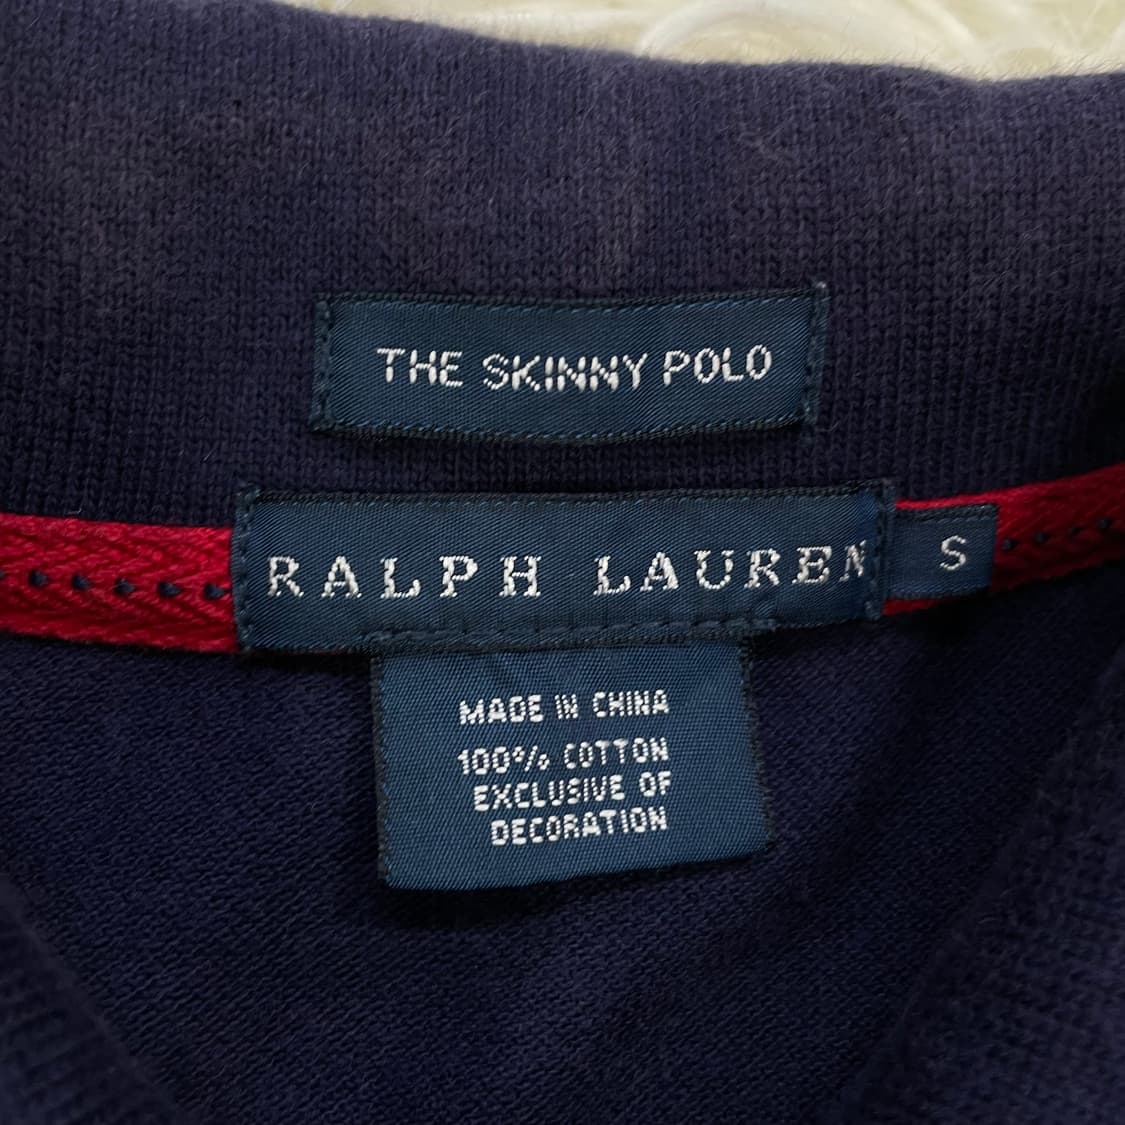 THE SKINNY POLO
RALPH LAUREN
S
MADE IN CHINA
100% COTTON
EXCLUSIVE OF
DECORATION